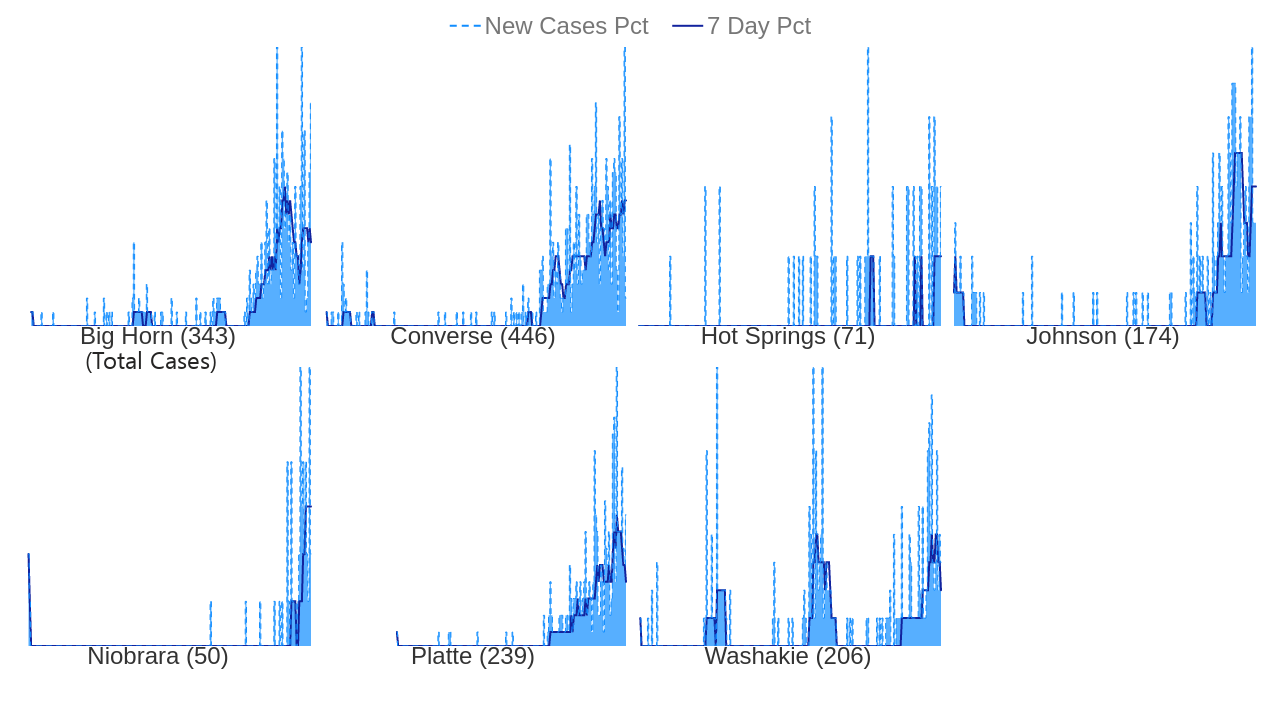 New Cases Pct 7 Day Pct
Big Horn (343) Converse (446) Hot Springs (71) Johnson (174)
(Total Cases)
Niobrara (50) Platte (239) Washakie (206)